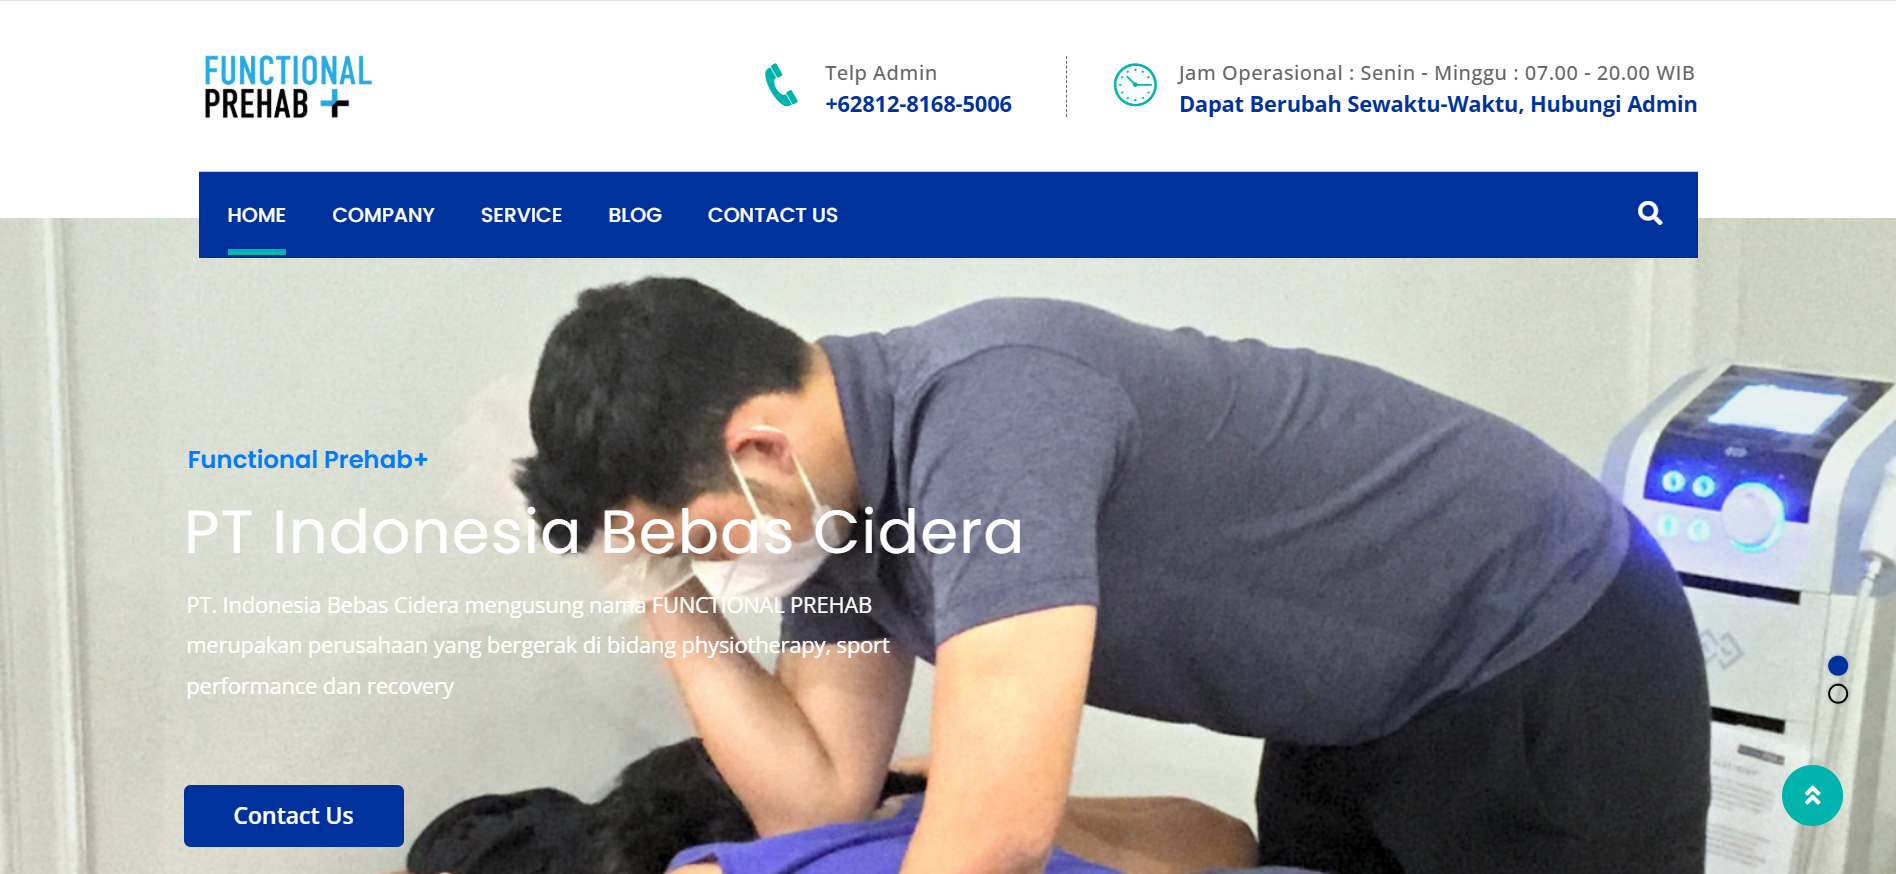 FUNCTIONAL
PREHAB
Telp Admin
+62812-8168-5006
Jam Operasional : Senin - Minggu : 07.00 - 20.00 WIB
Dapat Berubah Sewaktu-Waktu, Hubungi Admin
HOME COMPANY SERVICE BLOG CONTACT US
Functional Prehab+
PT Indonesia Bebas Cidera
PT. Indonesia Bebas Cidera mengusung nama FUNCTIONAL PREHAB
merupakan perusahaan yang bergerak di bidang physiotherapy, sport
performance dan recovery
Contact Us